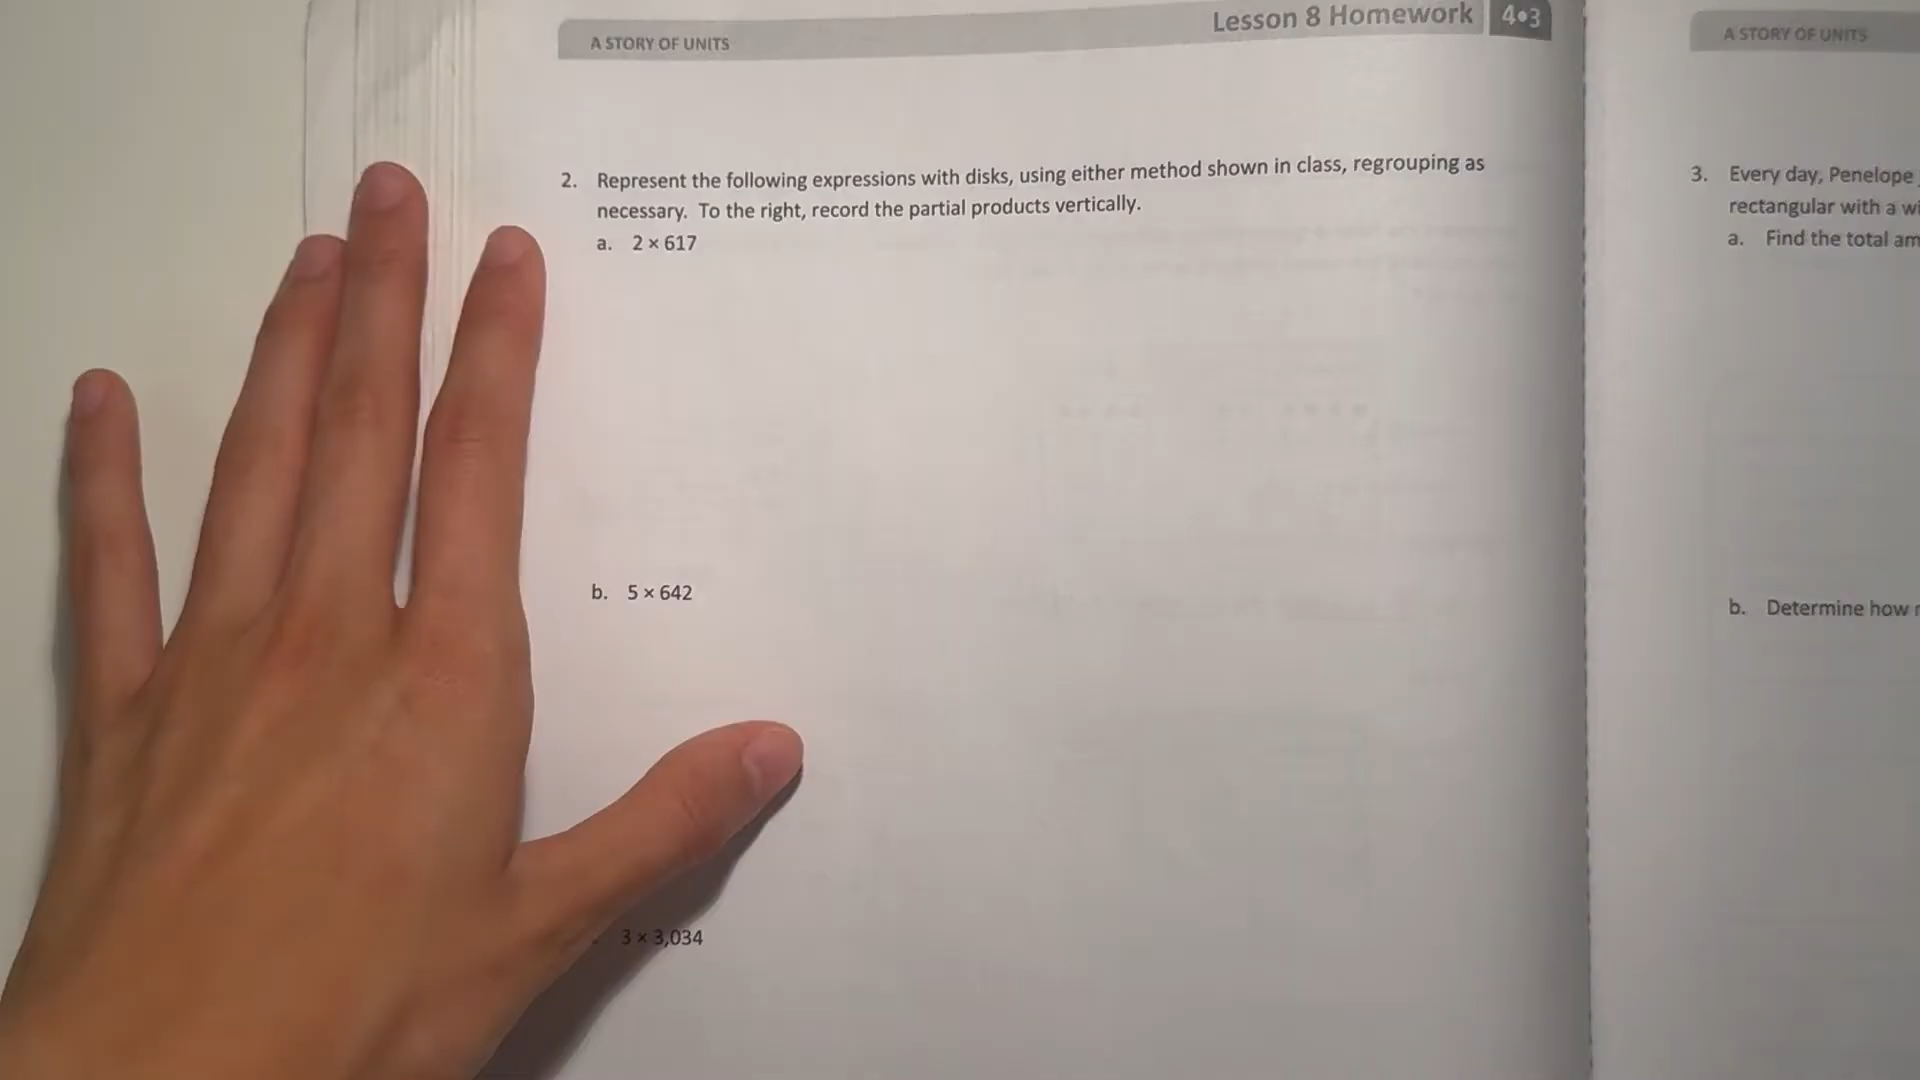 A STORY OF UNITS
Lesson 8 Homework 4•3
2. Represent the following expressions with disks, using either method shown in class, regrouping as
necessary. To the right, record the partial products vertically.
a. 2 × 617
b. 5 × 642
3 × 3,034
A STORY OF UNITS
3. Every day, Penelope
rectangular with a
a. Find the total
b. Determine how